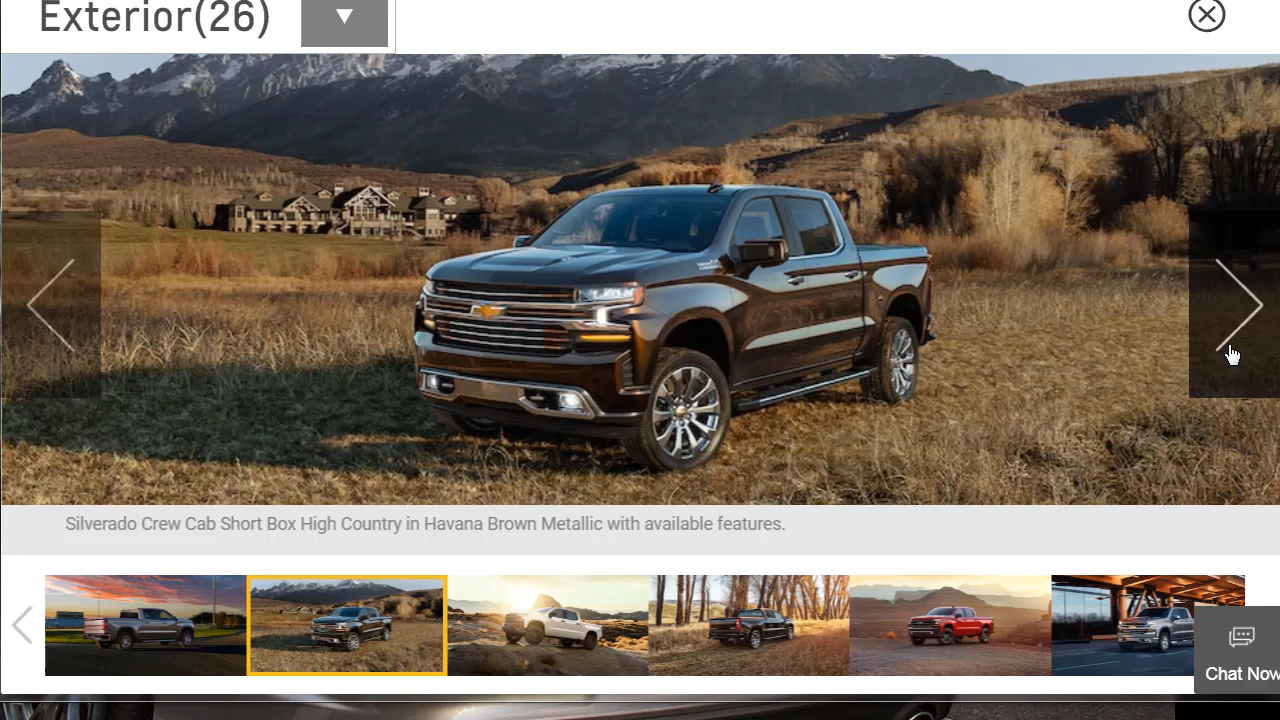 Exterior(26)
Silverado Crew Cab Short Box High Country in Havana Brown Metallic with available features.
Chat Now